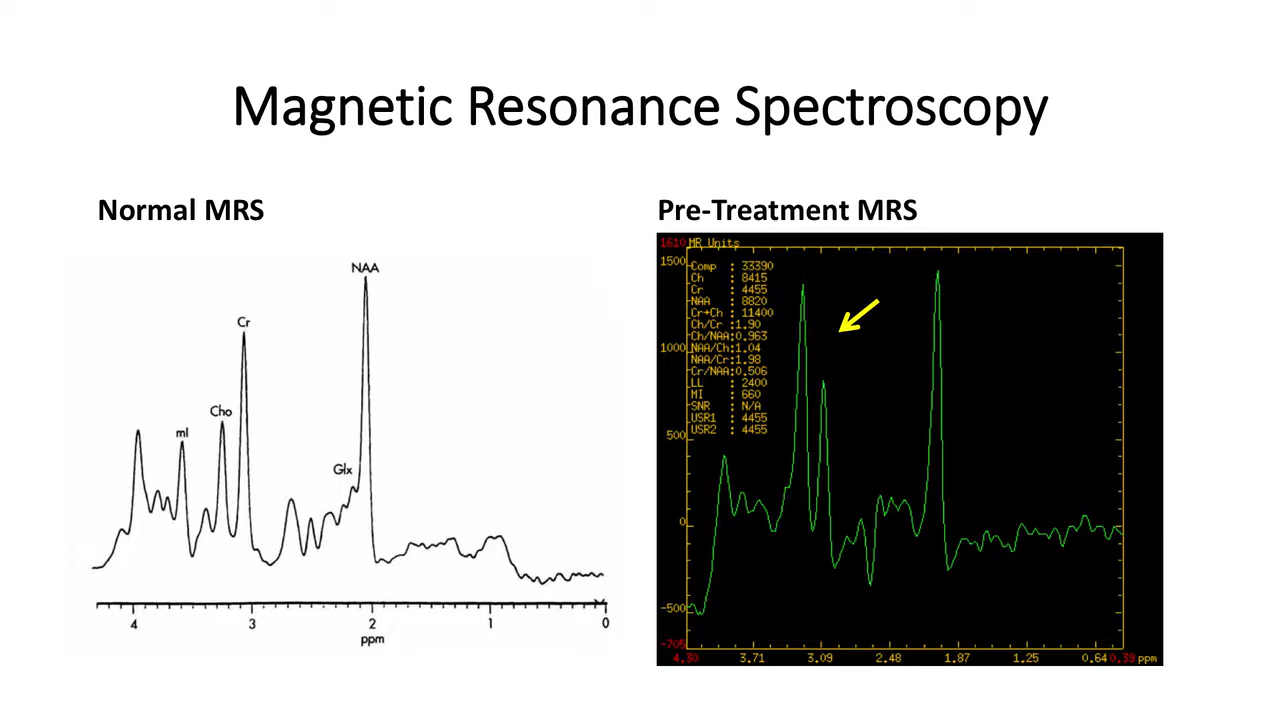 Magnetic Resonance Spectroscopy
Normal MRS
NAA
Cr
Cho
mI
Glx
4 3 2 1 0
ppm
Pre-Treatment MRS
1610 MR Units
1500
1000
500
0
-500
-705
Comp : 33390
Ch : 8415
Cr : 4455
NAA : 8820
Cr+Ch : 11400
Ch/Cr :1.90
Ch/NAA:0.963
NAA/Ch:1.04
NAA/Cr:1.98
Cr/NAA:0.506
LL : 2400
MI : 660
SNR : N/A
USR1 : 4455
USR2 : 4455
4.30 3.71 3.09 2.48 1.87 1.25 0.64 0.39 ppm